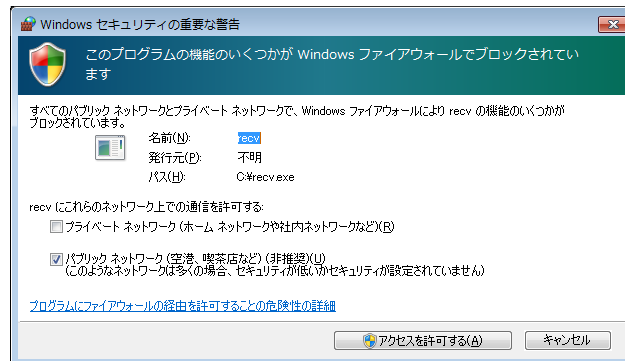 Windows セキュリティの重要な警告
このプログラムの機能のいくつかが Windows ファイアウォールでブロックされてい
ます
すべてのパブリック ネットワークとプライベート ネットワークで、Windows ファイアウォールにより recv の機能のいくつかが
ブロックされています。
名前(N): recv
発行元(P): 不明
パス(H): C:¥recv.exe
recv にこれらのネットワーク上での通信を許可する:
プライベート ネットワーク (ホーム ネットワークや社内ネットワークなど)(R)
パブリック ネットワーク (空港、喫茶店など) (非推奨)(U)
(このようなネットワークは多くの場合、セキュリティが低いかセキュリティが設定されていません)
プログラムにファイアウォールの経由を許可することの危険性の詳細
アクセスを許可する(A) キャンセル